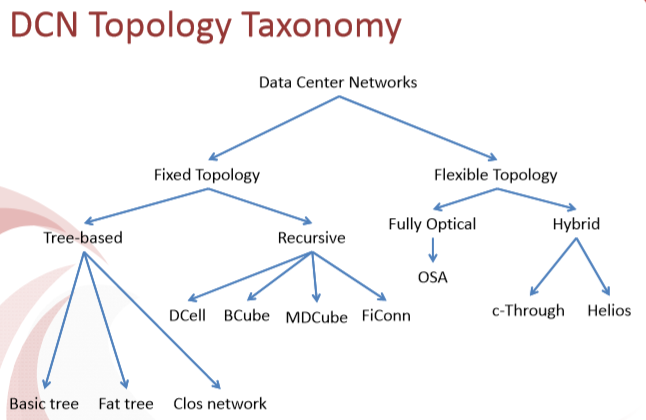 DCN Topology Taxonomy
Data Center Networks
Fixed Topology
Flexible Topology
Tree-based
Recursive
Fully Optical
Hybrid
OSA
DCell
BCube
MDCube
FiConn
c-Through
Helios
Basic tree
Fat tree
Clos network